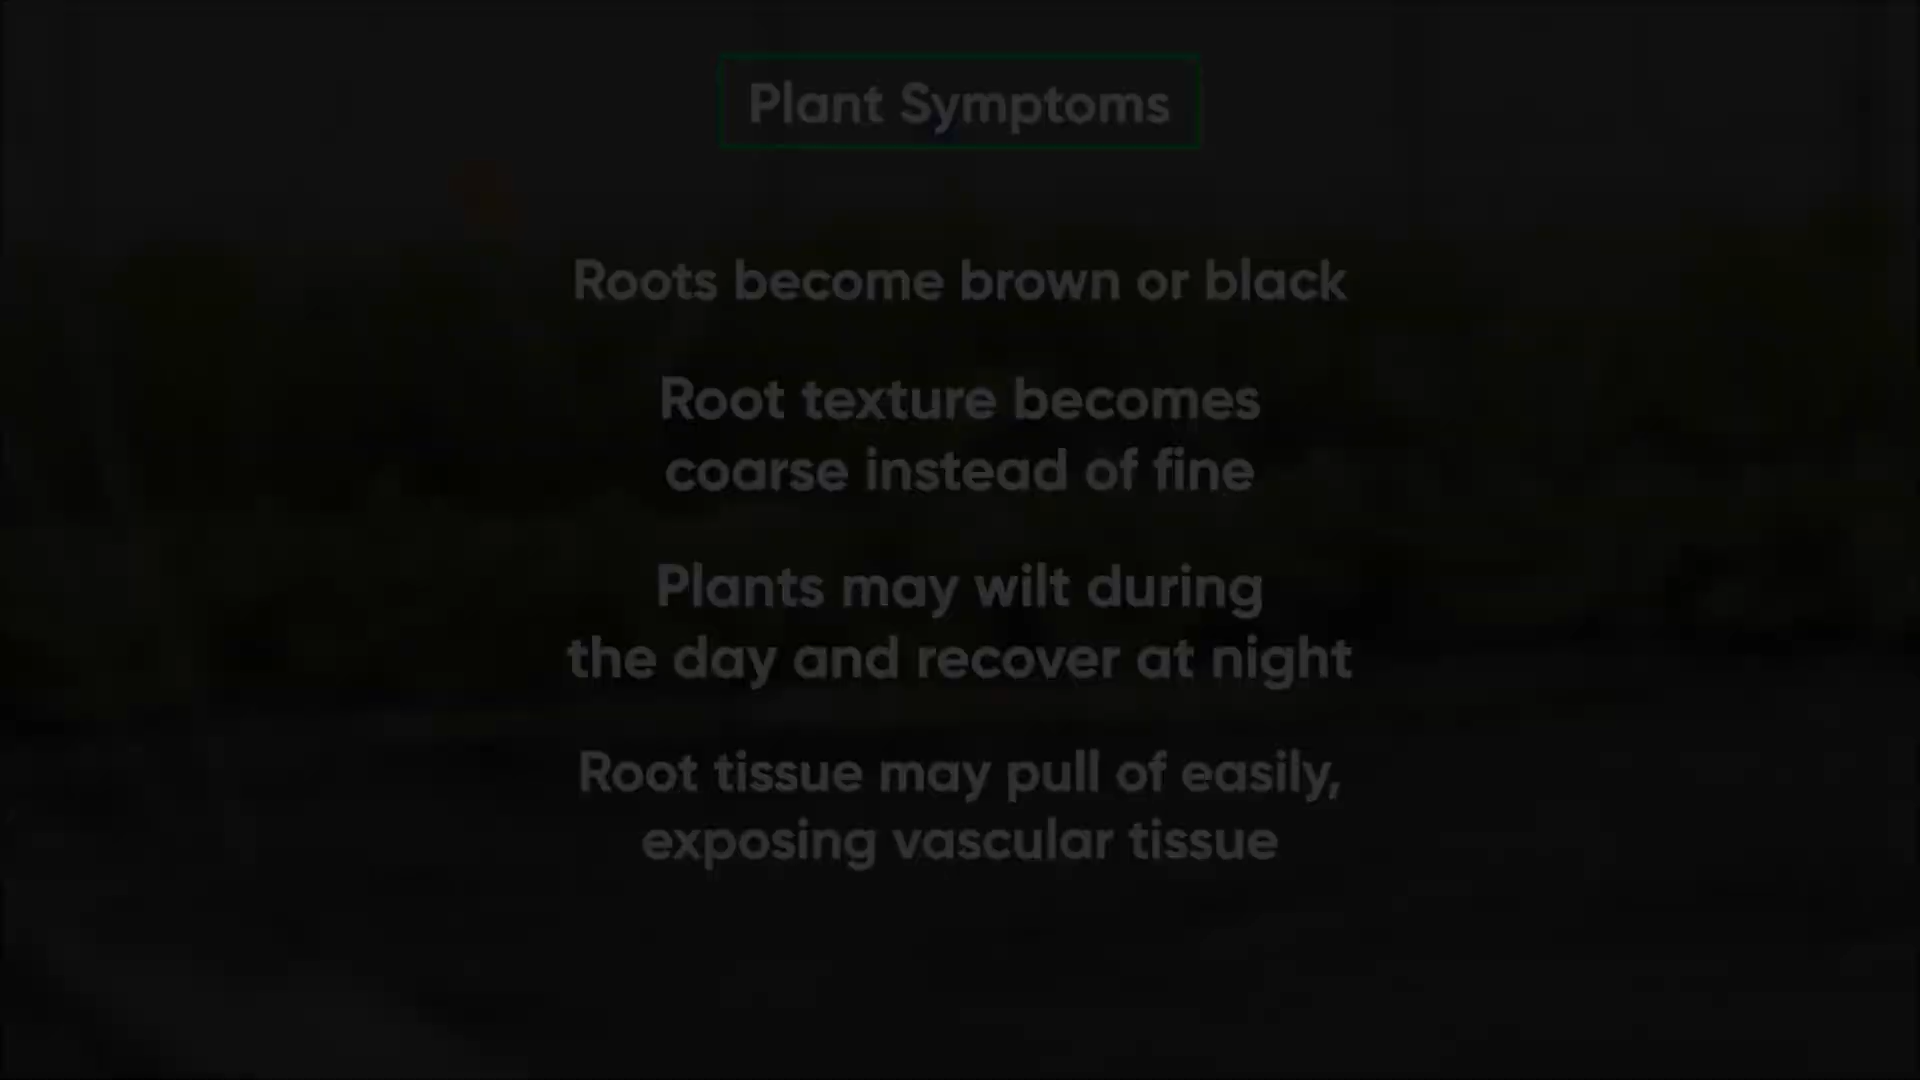 Plant Symptoms
Roots become brown or black
Root texture becomes
coarse instead of fine
Plants may wilt during
the day and recover at night
Root tissue may pull of easily,
exposing vascular tissue